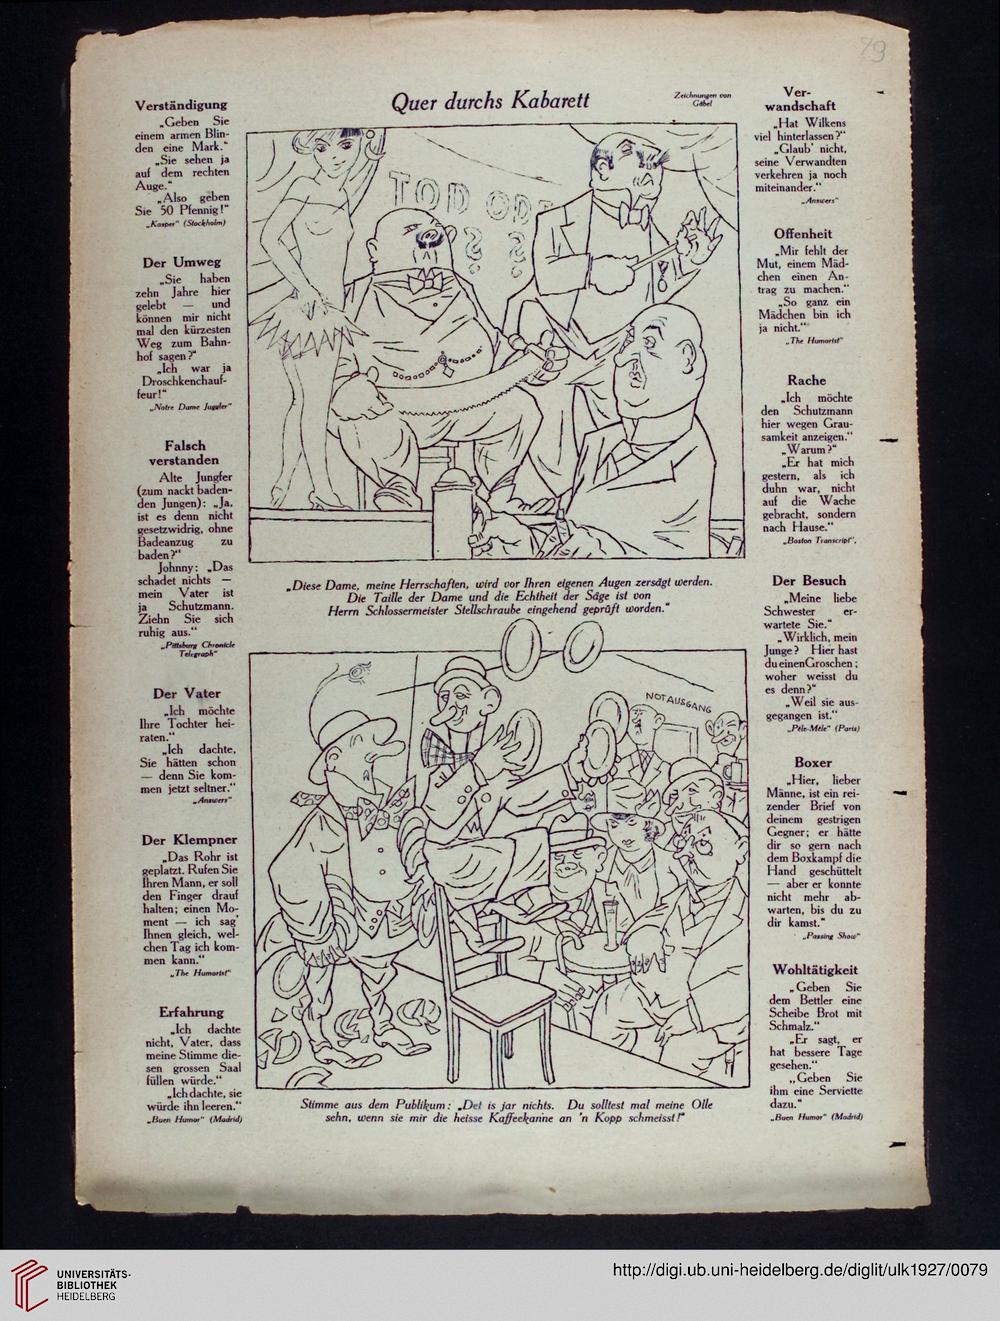 79
Verständigung
„Geben Sie
einem armen Blin-
den eine Mark.“
„Sie sehen ja
auf dem rechten
Auge.“
„Also geben
Sie 50 Pfennig!“
„Kasper“ (Stockholm)
Der Umweg
„Sie haben
zehn Jahre hier
gelebt — und
können mir nicht
mal den kürzesten
Weg zum Bahn-
hof sagen?“
„Ich war ja
Droschkenchauf-
feur!“
„Notre Dame Juggler“
Falsch
verstanden
Alte Jungfer
(zum nackt baden-
den Jungen): „Ja,
ist es denn nicht
gesetzwidrig, ohne
Badeanzug zu
baden?“
Johnny: „Das
schadet nichts —
mein Vater ist
ja Schutzmann.
Ziehn Sie sich
ruhig aus.“
„Pittsburg Chronicle
Telegraph“
Der Vater
„Ich möchte
Ihre Tochter hei-
raten.“
„Ich dachte,
Sie hätten schon
— denn Sie kom-
men jetzt seltner.“
„Answers“
Der Klempner
„Das Rohr ist
geplatzt. Rufen Sie
Ihren Mann, er soll
den Finger drauf
halten; einen Mo-
ment — ich sag'
Ihnen gleich, wel-
chen Tag ich kom-
men kann.“
„The Humorist“
Erfahrung
„Ich dachte
nicht, Vater, dass
meine Stimme die-
sen grossen Saal
füllen würde.“
„Ich dachte, sie
würde ihn leeren.“
„Buen Humor“ (Madrid)
Quer durchs Kabarett
Zeichnungen von
Göbel
TOD ODE
? ?
„Diese Dame, meine Herrschaften, wird vor Ihren eigenen Augen zersägt werden.
Die Taille der Dame und die Echtheit der Säge ist von
Herrn Schlossermeister Stellschraube eingehend geprüft worden.“
NOTAUSGANG
Stimme aus dem Publikum: „Det is jar nichts. Du solltest mal meine Olle
sehn, wenn sie mir die heisse Kaffeekanne an 'n Kopp schmeisst!“
Ver-
wandschaft
„Hat Wilkens
viel hinterlassen?“
„Glaub' nicht,
seine Verwandten
verkehren ja noch
miteinander.“
„Answers“
Offenheit
„Mir fehlt der
Mut, einem Mäd-
chen einen An-
trag zu machen.“
„So ganz ein
Mädchen bin ich
ja nicht.“
„The Humorist“
Rache
„Ich möchte
den Schutzmann
hier wegen Grau-
samkeit anzeigen.“
„Warum?“
„Er hat mich
gestern, als ich
duhn war, nicht
auf die Wache
gebracht, sondern
nach Hause.“
„Boston Transcript“,
Der Besuch
„Meine liebe
Schwester er-
wartete Sie.“
„Wirklich, mein
Junge? Hier hast
du einen Groschen;
woher weisst du
es denn?“
„Weil sie aus-
gegangen ist.“
„Pêle-Mêle“ (Paris)
Boxer
„Hier, lieber
Männe, ist ein rei-
zender Brief von
deinem gestrigen
Gegner; er hätte
dir so gern nach
dem Boxkampf die
Hand geschüttelt
— aber er konnte
nicht mehr ab-
warten, bis du zu
dir kamst.“
„Passing Show“
Wohltätigkeit
„Geben Sie
dem Bettler eine
Scheibe Brot mit
Schmalz.“
„Er sagt, er
hat bessere Tage
gesehen.“
„Geben Sie
ihm eine Serviette
dazu.“
„Buen Humor“ (Madrid)
UNIVERSITÄTS-
BIBLIOTHEK
HEIDELBERG
http://digi.ub.uni-heidelberg.de/diglit/ulk1927/0079